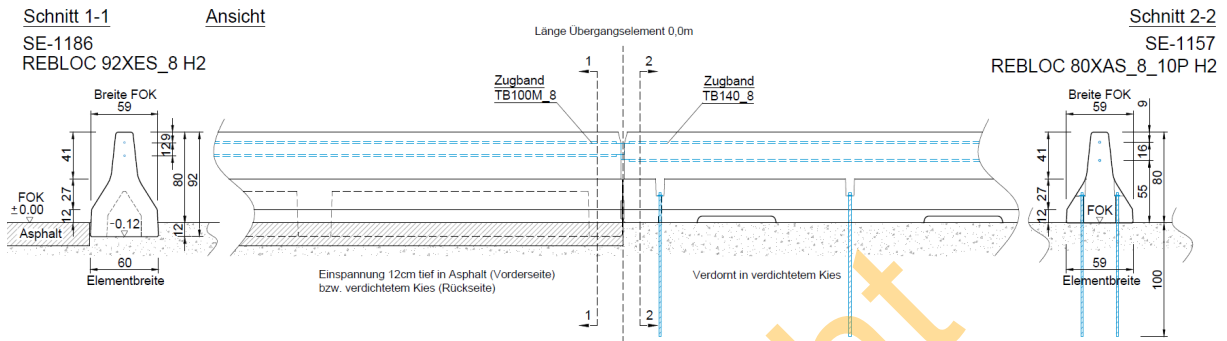 Schnitt 1-1
SE-1186
REBLOC 92XES_8 H2
Breite FOK
59
41
27
12
9
12
80
92
12
FOK
±0.00
Asphalt
-0.12
60
Elementbreite
Ansicht
Länge Übergangselement 0,0m
1
2
Zugband
TB100M_8
Zugband
TB140_8
Einspannung 12cm tief in Asphalt (Vorderseite)
bzw. verdichtetem Kies (Rückseite)
Verdornt in verdichtetem Kies
1
2
Schnitt 2-2
SE-1157
REBLOC 80XAS_8_10P H2
Breite FOK
59
41
27
12
9
16
55
80
FOK
59
Elementbreite
100